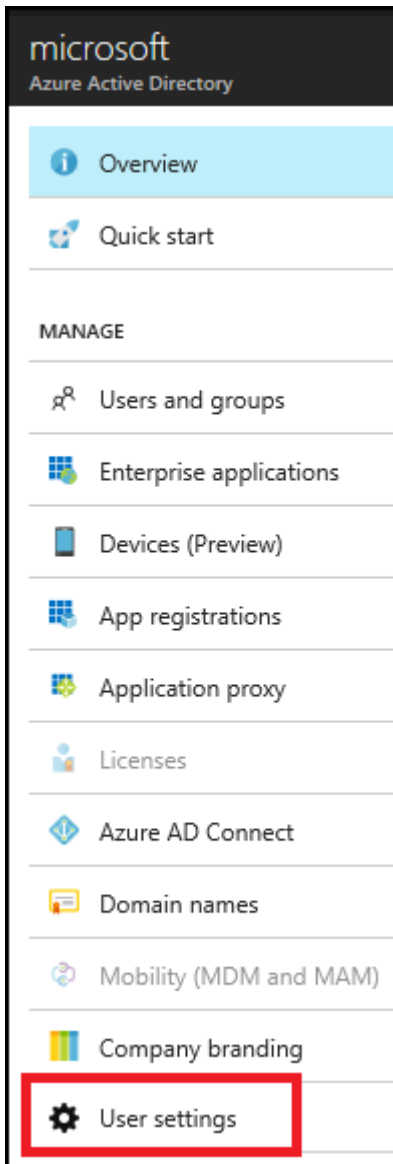 microsoft
Azure Active Directory
Overview
Quick start
MANAGE
Users and groups
Enterprise applications
Devices (Preview)
App registrations
Application proxy
Licenses
Azure AD Connect
Domain names
Mobility (MDM and MAM)
Company branding
User settings